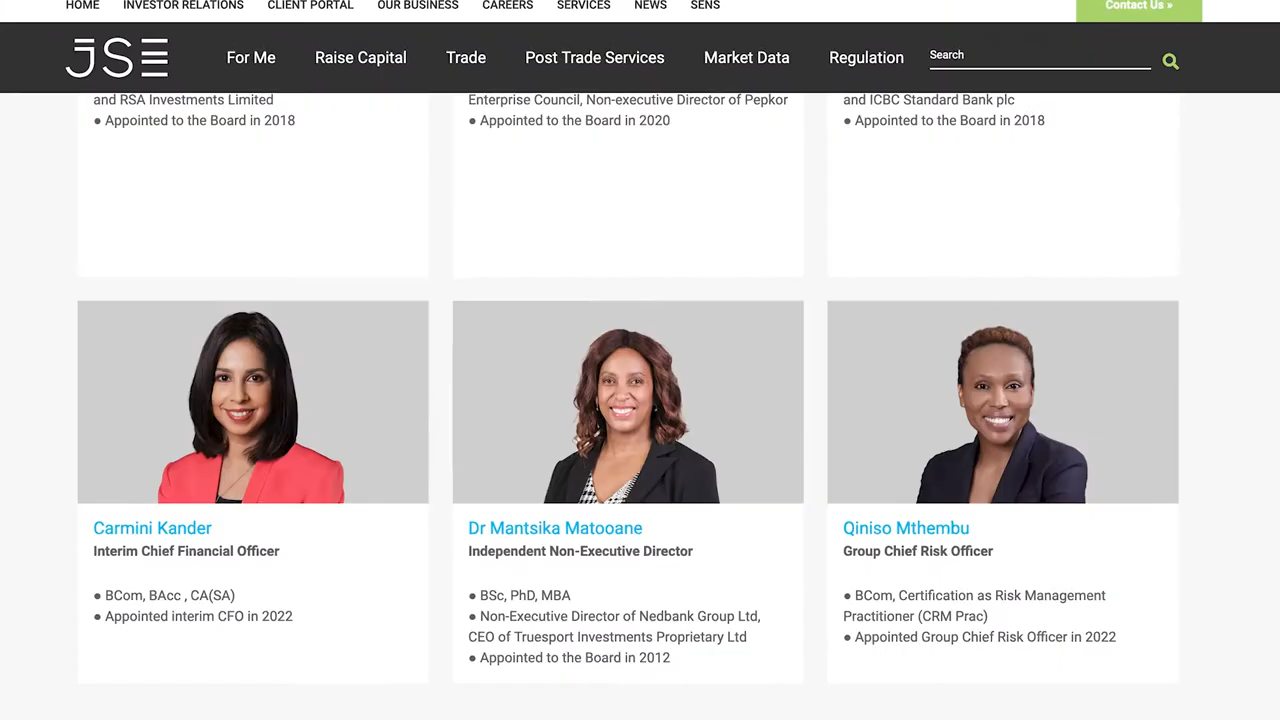 HOME INVESTOR RELATIONS CLIENT PORTAL OUR BUSINESS CAREERS SERVICES NEWS SENS
Contact Us »
JSE
For Me Raise Capital Trade Post Trade Services Market Data Regulation
Search
and RSA Investments Limited
● Appointed to the Board in 2018
Enterprise Council, Non-executive Director of Pepkor
● Appointed to the Board in 2020
and ICBC Standard Bank plc
● Appointed to the Board in 2018
Carmini Kander
Interim Chief Financial Officer
● BCom, BAcc , CA(SA)
● Appointed interim CFO in 2022
Dr Mantsika Matooane
Independent Non-Executive Director
● BSc, PhD, MBA
● Non-Executive Director of Nedbank Group Ltd,
CEO of Truesport Investments Proprietary Ltd
● Appointed to the Board in 2012
Qiniso Mthembu
Group Chief Risk Officer
● BCom, Certification as Risk Management
Practitioner (CRM Prac)
● Appointed Group Chief Risk Officer in 2022